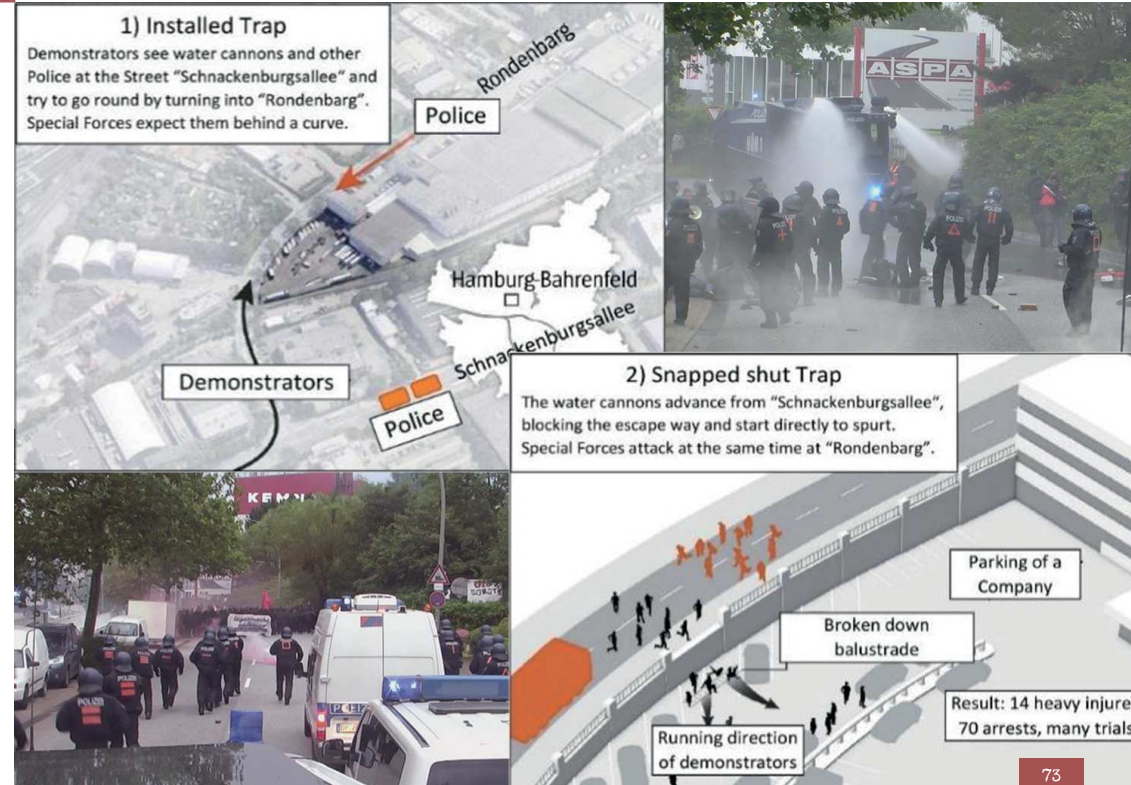 1) Installed Trap
Demonstrators see water cannons and other
Police at the Street “Schnackenburgsallee” and
try to go round by turning into “Rondenbarg”.
Special Forces expect them behind a curve.
Rondenbarg
Police
Hamburg-Bahrenfeld
Schnackenburgsallee
Demonstrators
Police
ASPA
POLIZEI
2) Snapped shut Trap
The water cannons advance from “Schnackenburgsallee”,
blocking the escape way and start directly to spurt.
Special Forces attack at the same time at “Rondenbarg”.
POLIZEI
Parking of a
Company
Broken down
balustrade
Result: 14 heavy injure
70 arrests, many trials
Running direction
of demonstrators
73